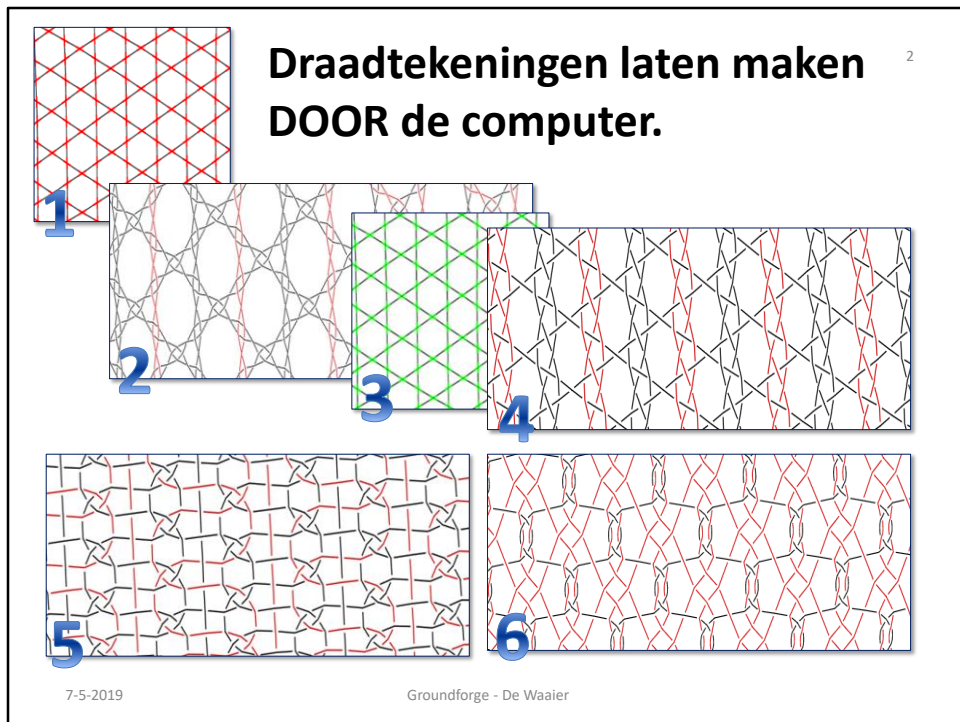 Draadtekeningen laten maken
DOOR de computer.
2
1
2
3
4
5
6
7-5-2019
Groundforge - De Waaier